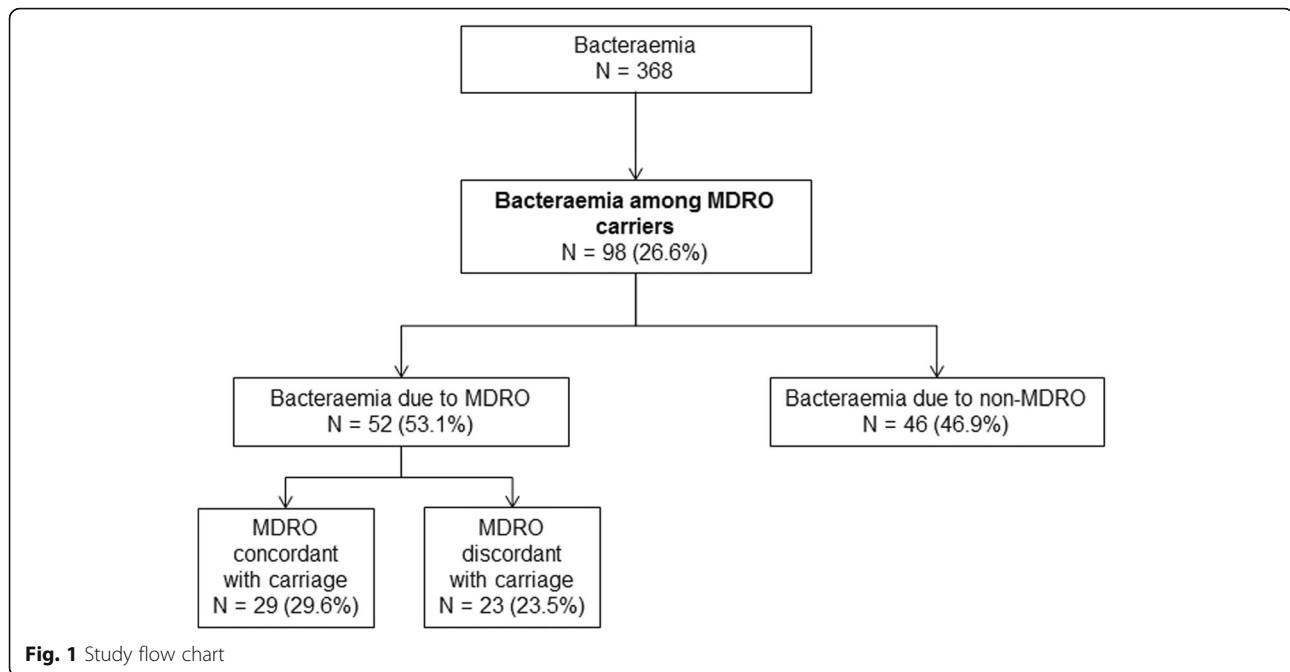 Bacteraemia
N = 368
Bacteraemia among MDRO
carriers
N = 98 (26.6%)
Bacteraemia due to MDRO
N = 52 (53.1%)
Bacteraemia due to non-MDRO
N = 46 (46.9%)
MDRO
concordant
with carriage
N = 29 (29.6%)
MDRO
discordant
with carriage
N = 23 (23.5%)
Fig. 1 Study flow chart